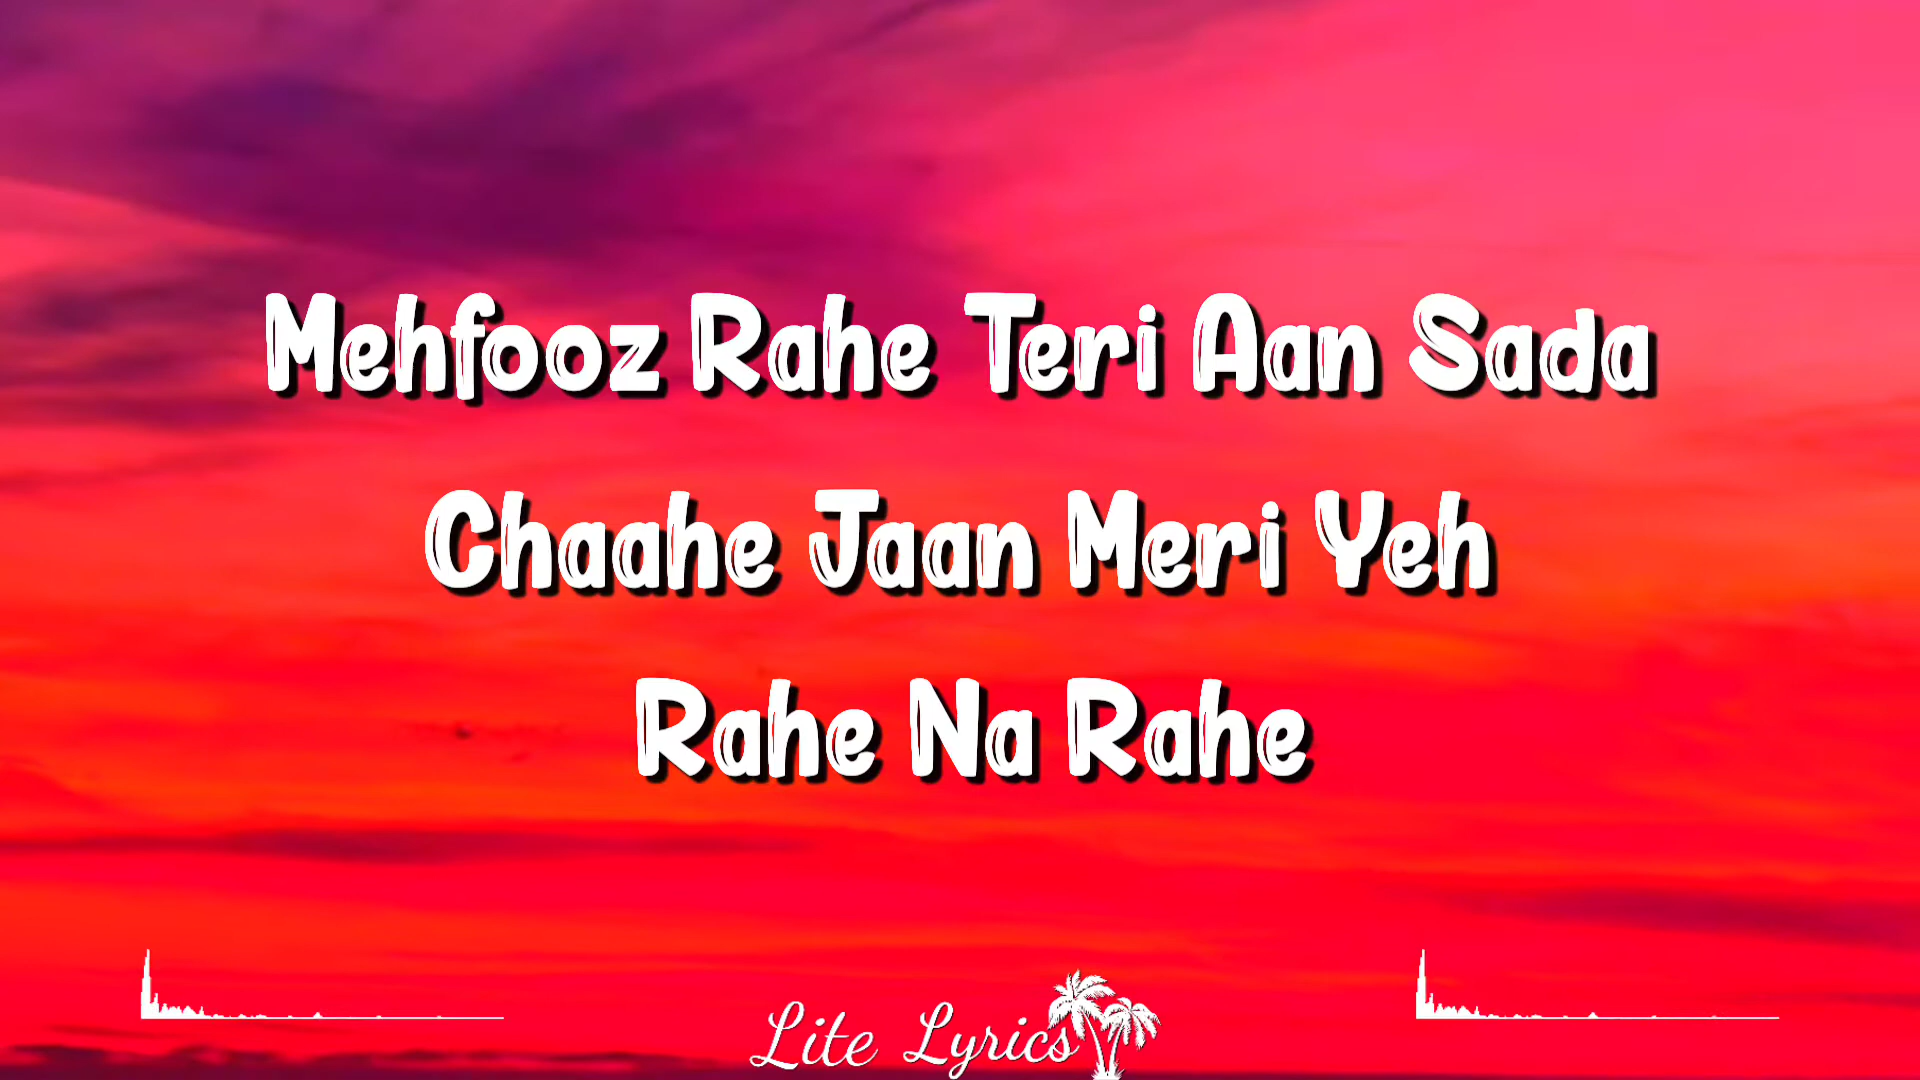 Mehfooz Rahe Teri Aan Sada
Chaahe Jaan Meri Yeh
Rahe Na Rahe
Lite Lyrics